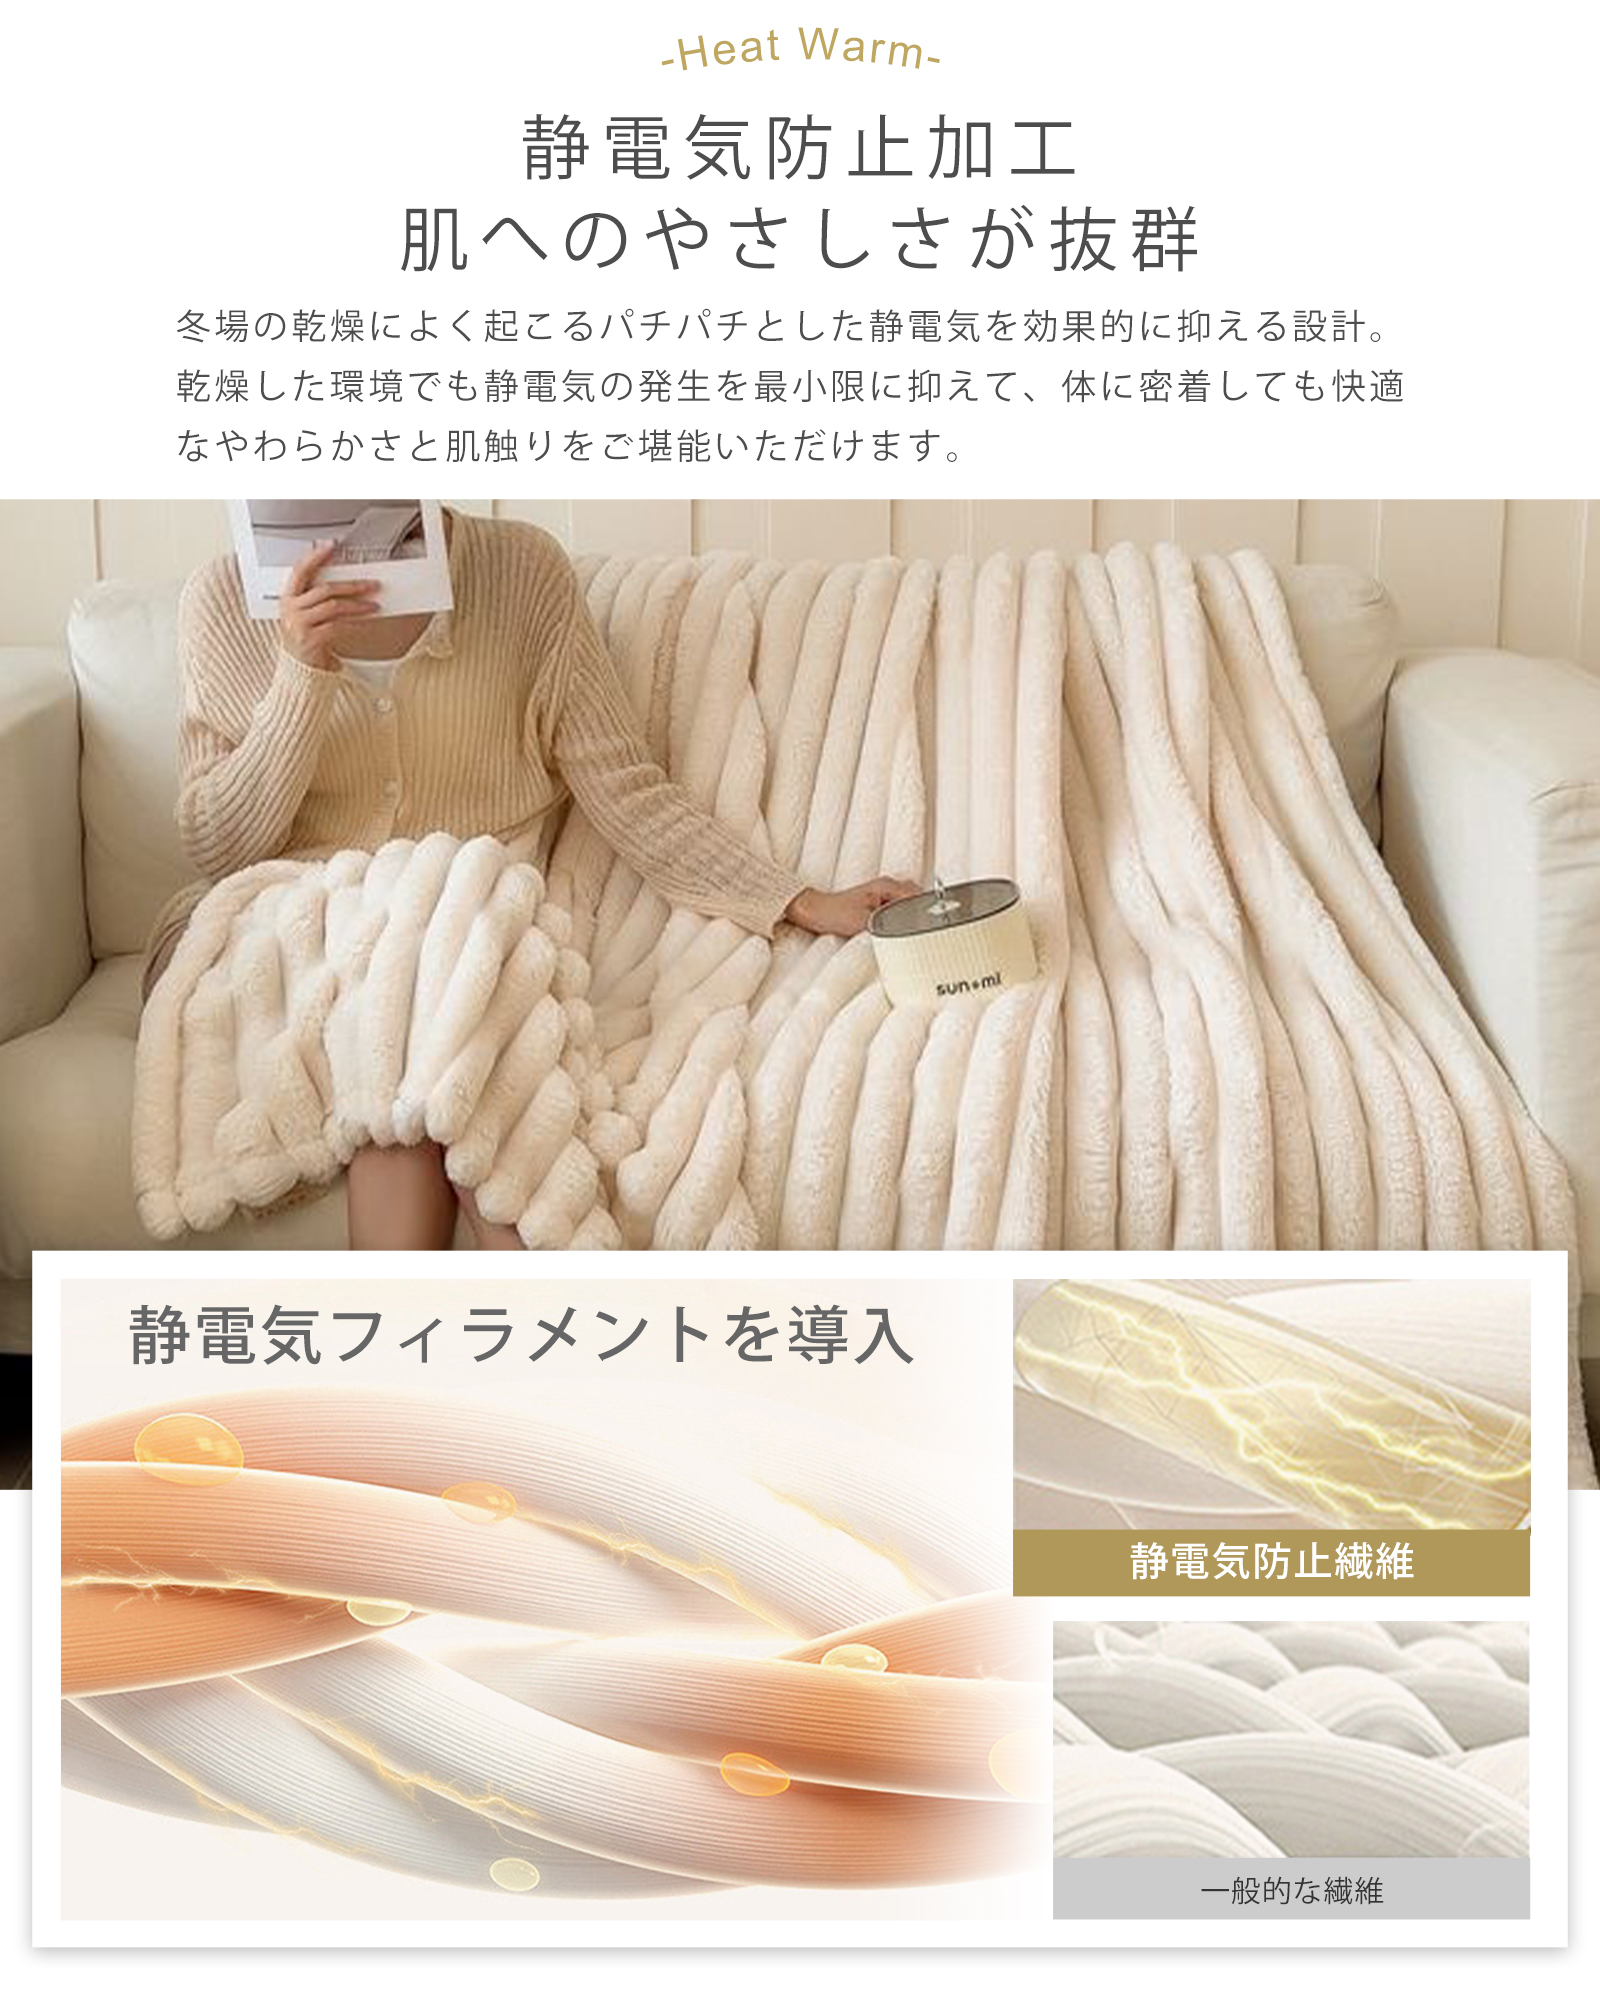 -Heat Warm-
静電気防止加工
肌へのやさしさが抜群
冬場の乾燥によく起こるパチパチとした静電気を効果的に抑える設計。
乾燥した環境でも静電気の発生を最小限に抑えて、体に密着しても快適
なやわらかさと肌触りをご堪能いただけます。
sun+mi
静電気フィラメントを導入
静電気防止繊維
一般的な繊維